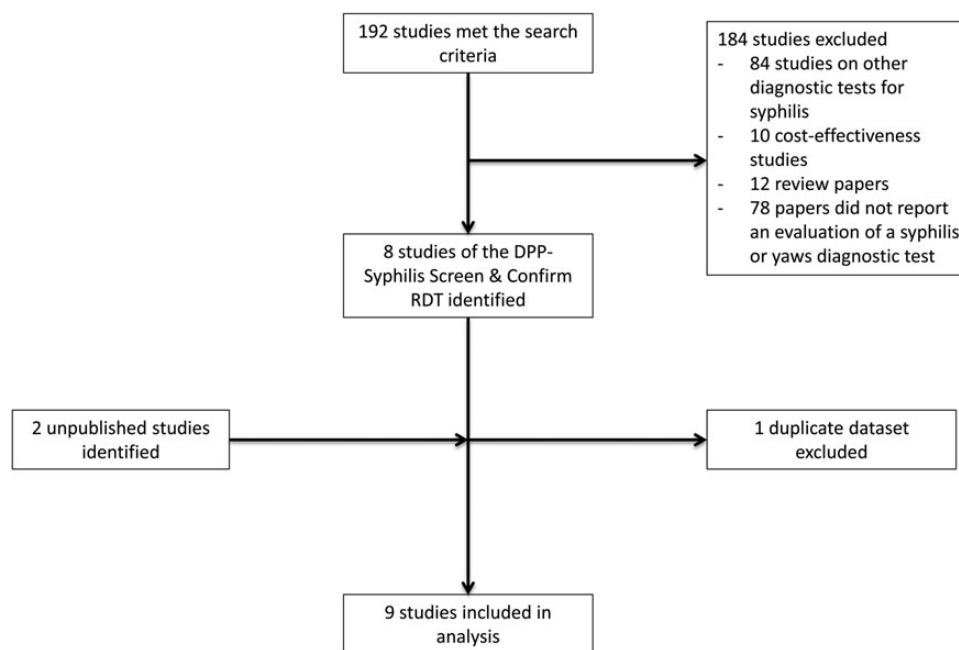 192 studies met the search
criteria
184 studies excluded
- 84 studies on other
diagnostic tests for
syphilis
- 10 cost-effectiveness
studies
- 12 review papers
- 78 papers did not report
an evaluation of a syphilis
or yaws diagnostic test
8 studies of the DPP-
Syphilis Screen & Confirm
RDT identified
2 unpublished studies
identified
1 duplicate dataset
excluded
9 studies included in
analysis